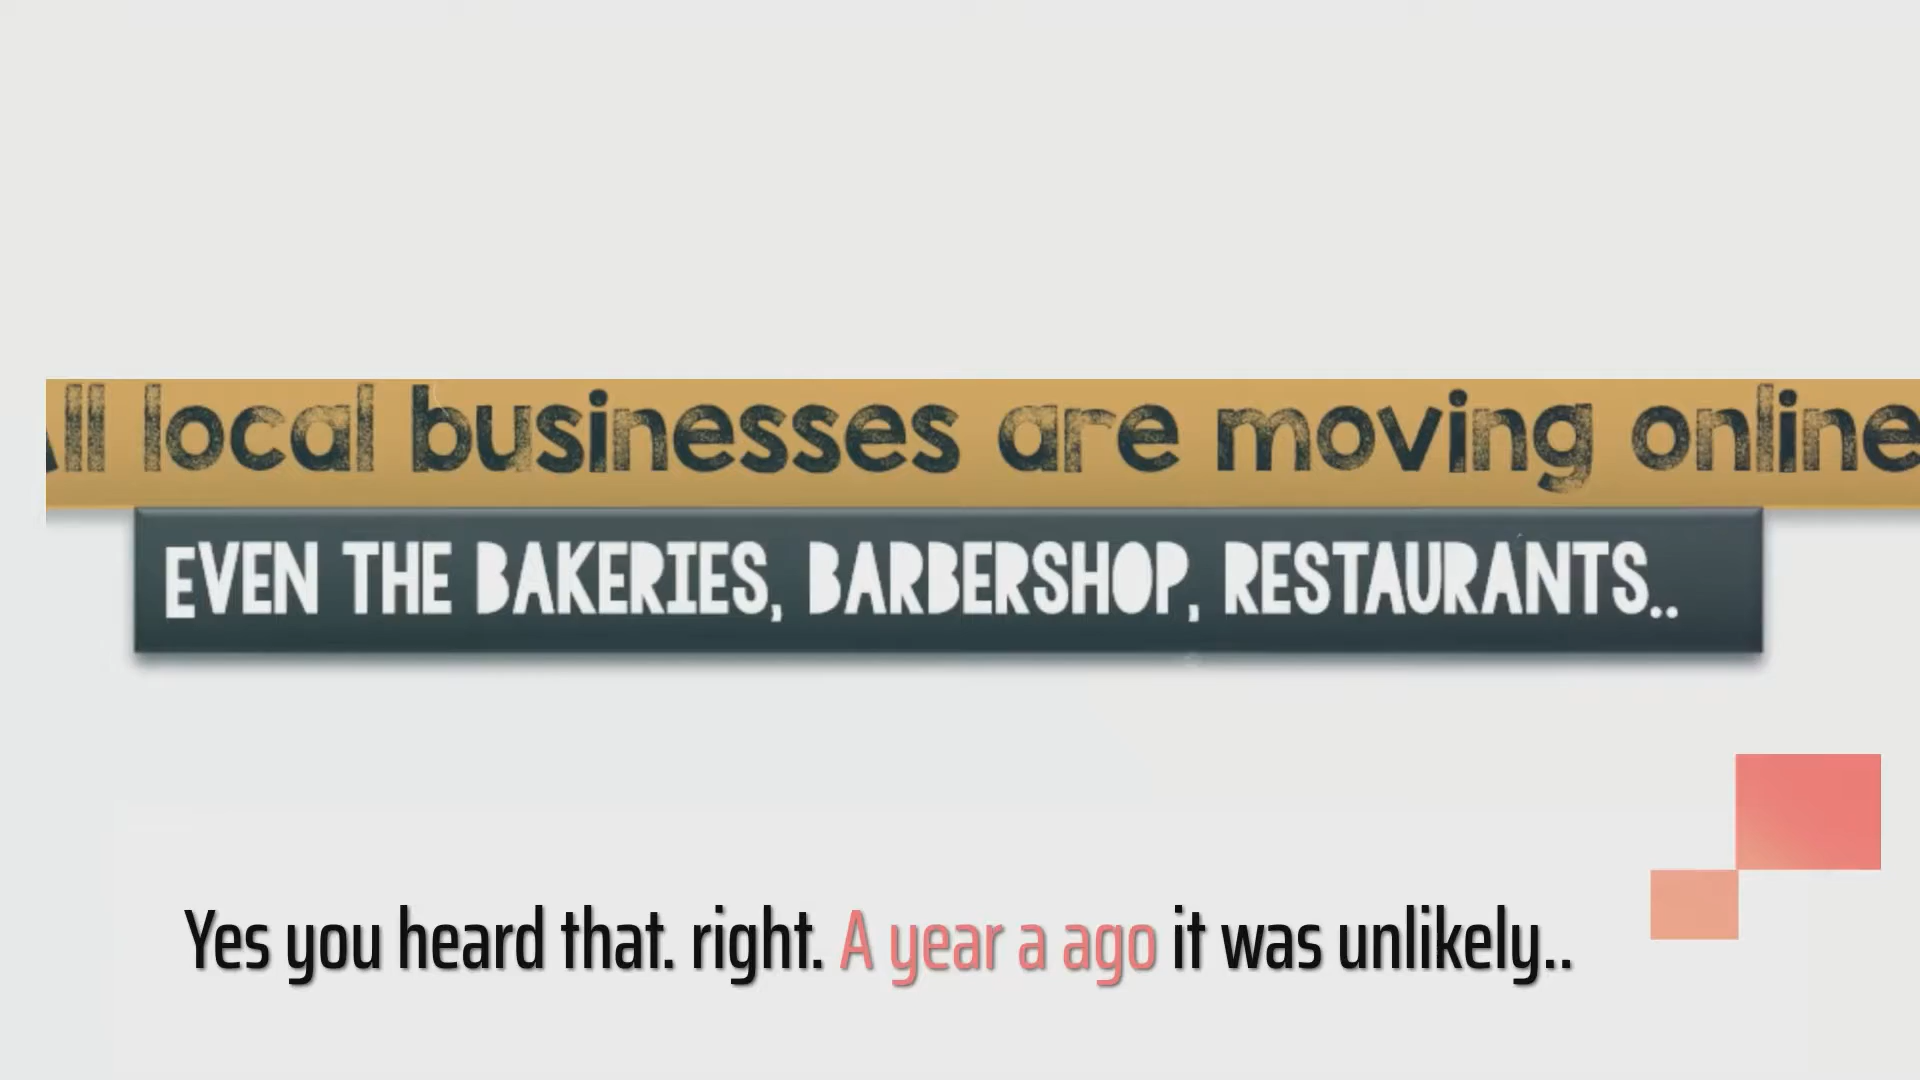 All local businesses are moving online
EVEN THE BAKERIES, BARBERSHOP, RESTAURANTS..
Yes you heard that. right. A year a ago it was unlikely..